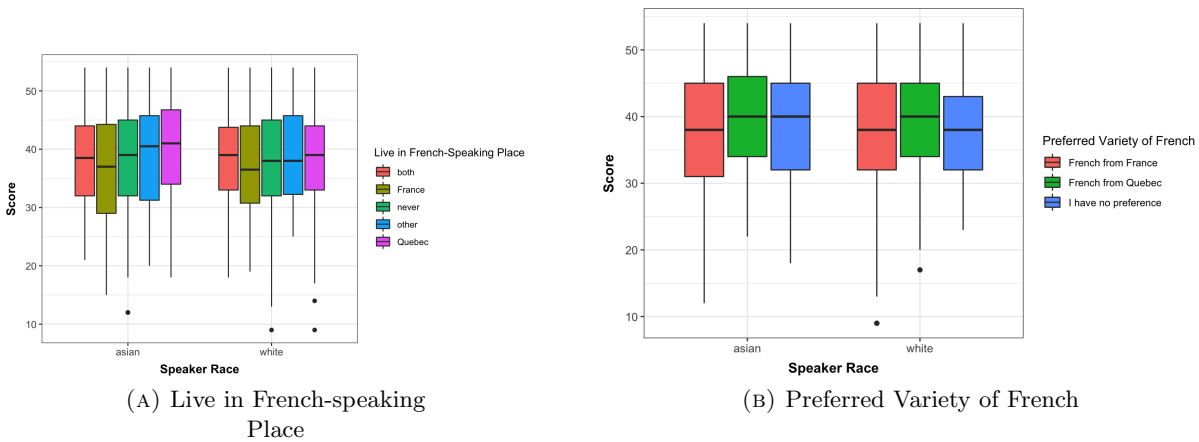 50
40
30
20
10
Score
asian
white
Speaker Race
Live in French-Speaking Place
both
France
never
other
Quebec
(A) Live in French-speaking
Place
50
40
30
20
10
Score
asian
white
Speaker Race
Preferred Variety of French
French from France
French from Quebec
I have no preference
(B) Preferred Variety of French